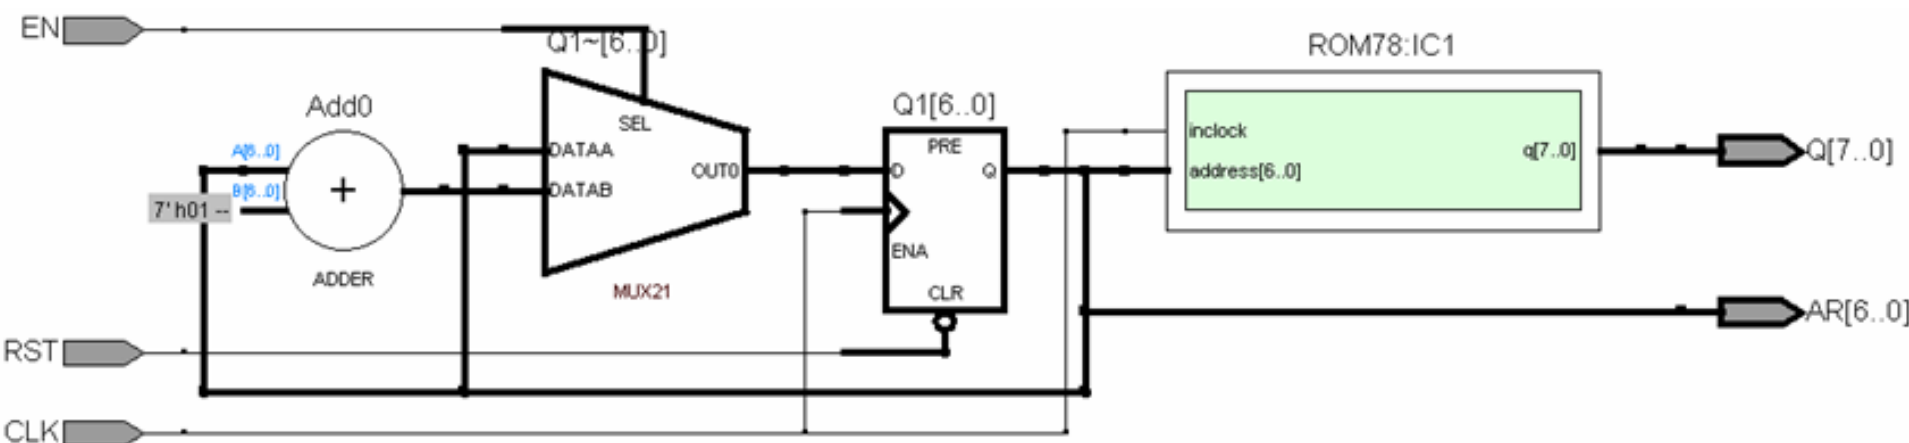 EN
Q1~[6..0]
ROM78:IC1
Add0
Q1[6..0]
SEL
PRE
inclock
A[6..0]
DATAA
q[7..0]
Q[7..0]
OUT0
D
Q
address[6..0]
B[6..0]
+
DATAB
7' h01 --
ENA
ADDER
MUX21
CLR
AR[6..0]
RST
CLK